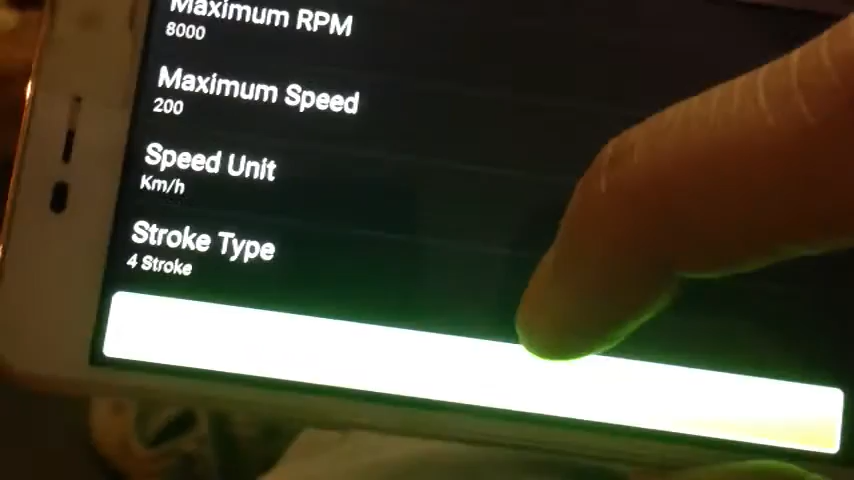 Maximum RPM
8000
Maximum Speed
200
Speed Unit
Km/h
Stroke Type
4 Stroke